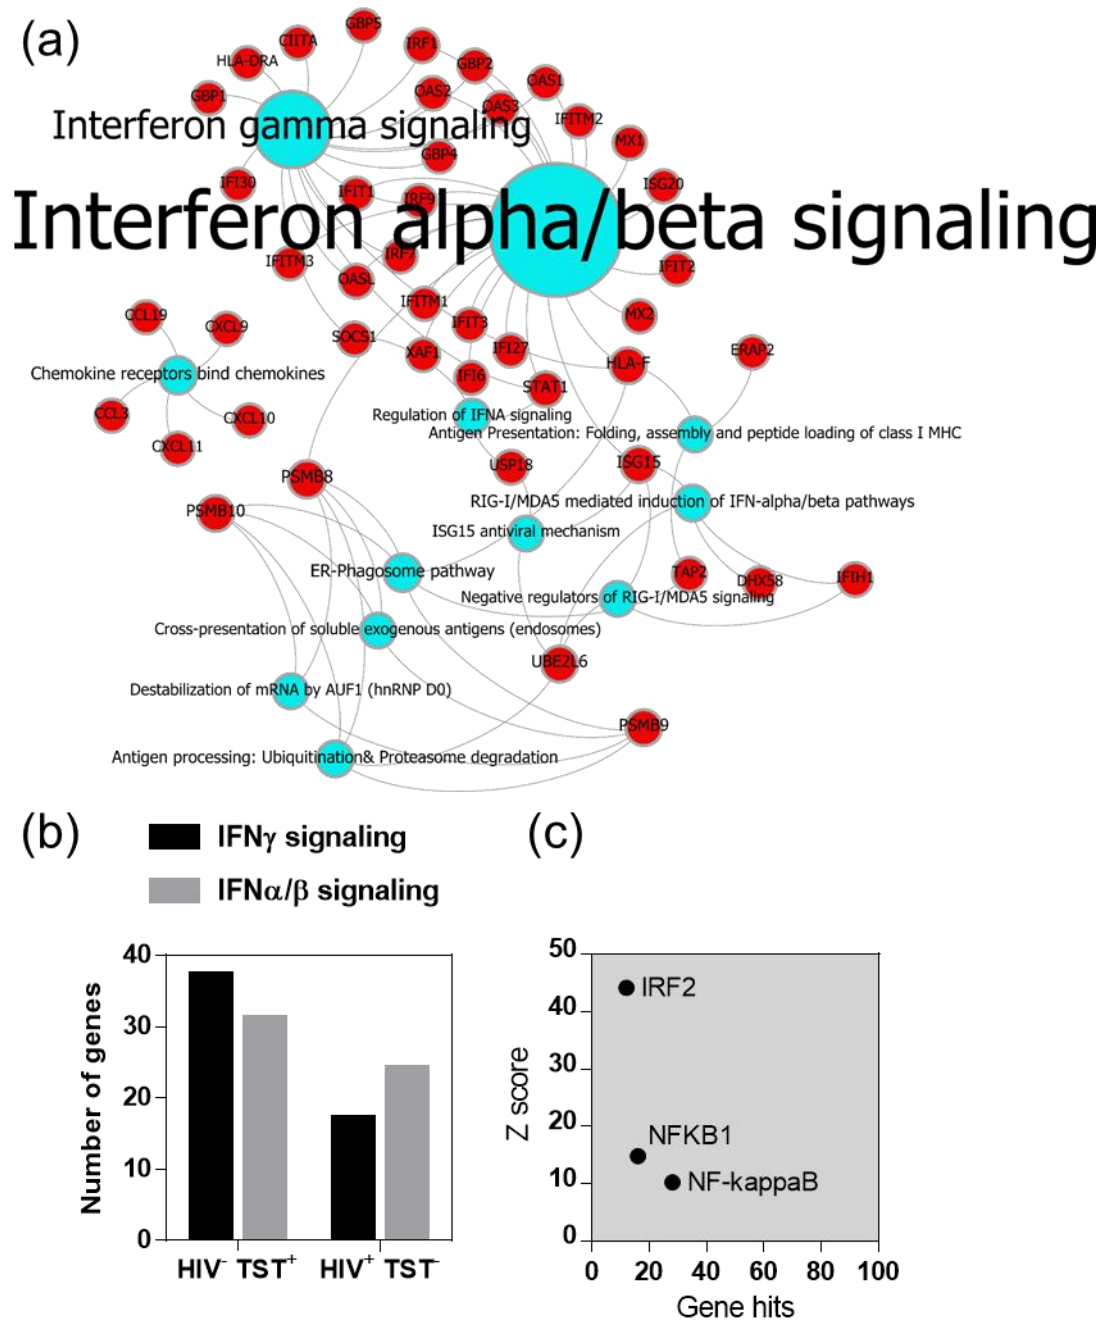 (a)
GBP5
CIITA
IRF1
HLA-DRA
GBP2
OAS1
GBP1
OAS2
OAS3
IFITM2
Interferon gamma signaling
MX1
GBP4
IFI30
IFIT1
IRF9
ISG20
Interferon alpha/beta signaling
IFITM3
IRF7
IFIT2
OASL
IFITM1
CCL19
CXCL9
IFIT3
MX2
SOCS1
XAF1
IFI27
ERAP2
HLA-F
Chemokine receptors bind chemokines
IFI6
STAT1
CCL3
CXCL10
Regulation of IFNA signaling
Antigen Presentation: Folding, assembly and peptide loading of class I MHC
CXCL11
USP18
ISG15
PSMB8
RIG-I/MDA5 mediated induction of IFN-alpha/beta pathways
PSMB10
ISG15 antiviral mechanism
ER-Phagosome pathway
TAP2
DHX58
IFIH1
Negative regulators of RIG-I/MDA5 signaling
Cross-presentation of soluble exogenous antigens (endosomes)
UBE2L6
Destabilization of mRNA by AUF1 (hnRNP D0)
PSMB9
Antigen processing: Ubiquitination& Proteasome degradation
(b)
IFNγ signaling
IFNα/β signaling
Number of genes
40
30
20
10
0
HIV⁻ TST⁺
HIV⁺ TST⁻
(c)
Z score
50
40
30
20
10
0
IRF2
NFKB1
NF-kappaB
0 20 40 60 80 100
Gene hits